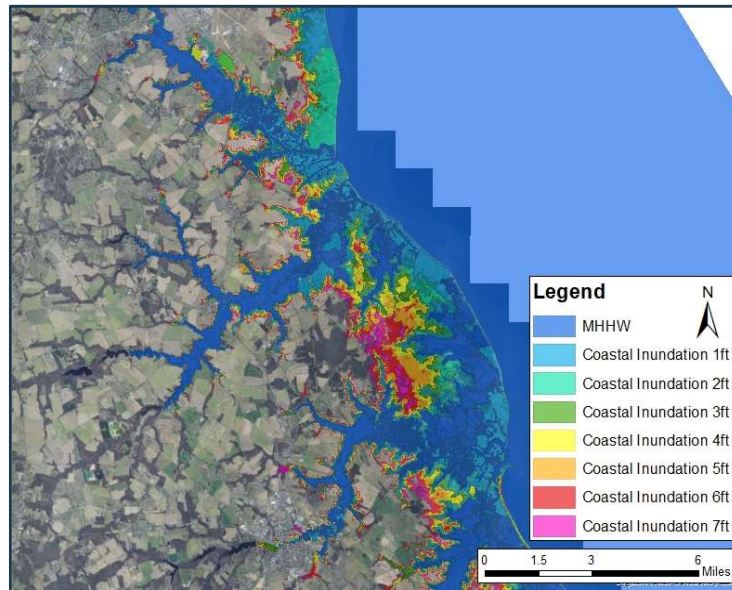 Legend
N
MHHW
Coastal Inundation 1ft
Coastal Inundation 2ft
Coastal Inundation 3ft
Coastal Inundation 4ft
Coastal Inundation 5ft
Coastal Inundation 6ft
Coastal Inundation 7ft
0 1.5 3 6
Miles